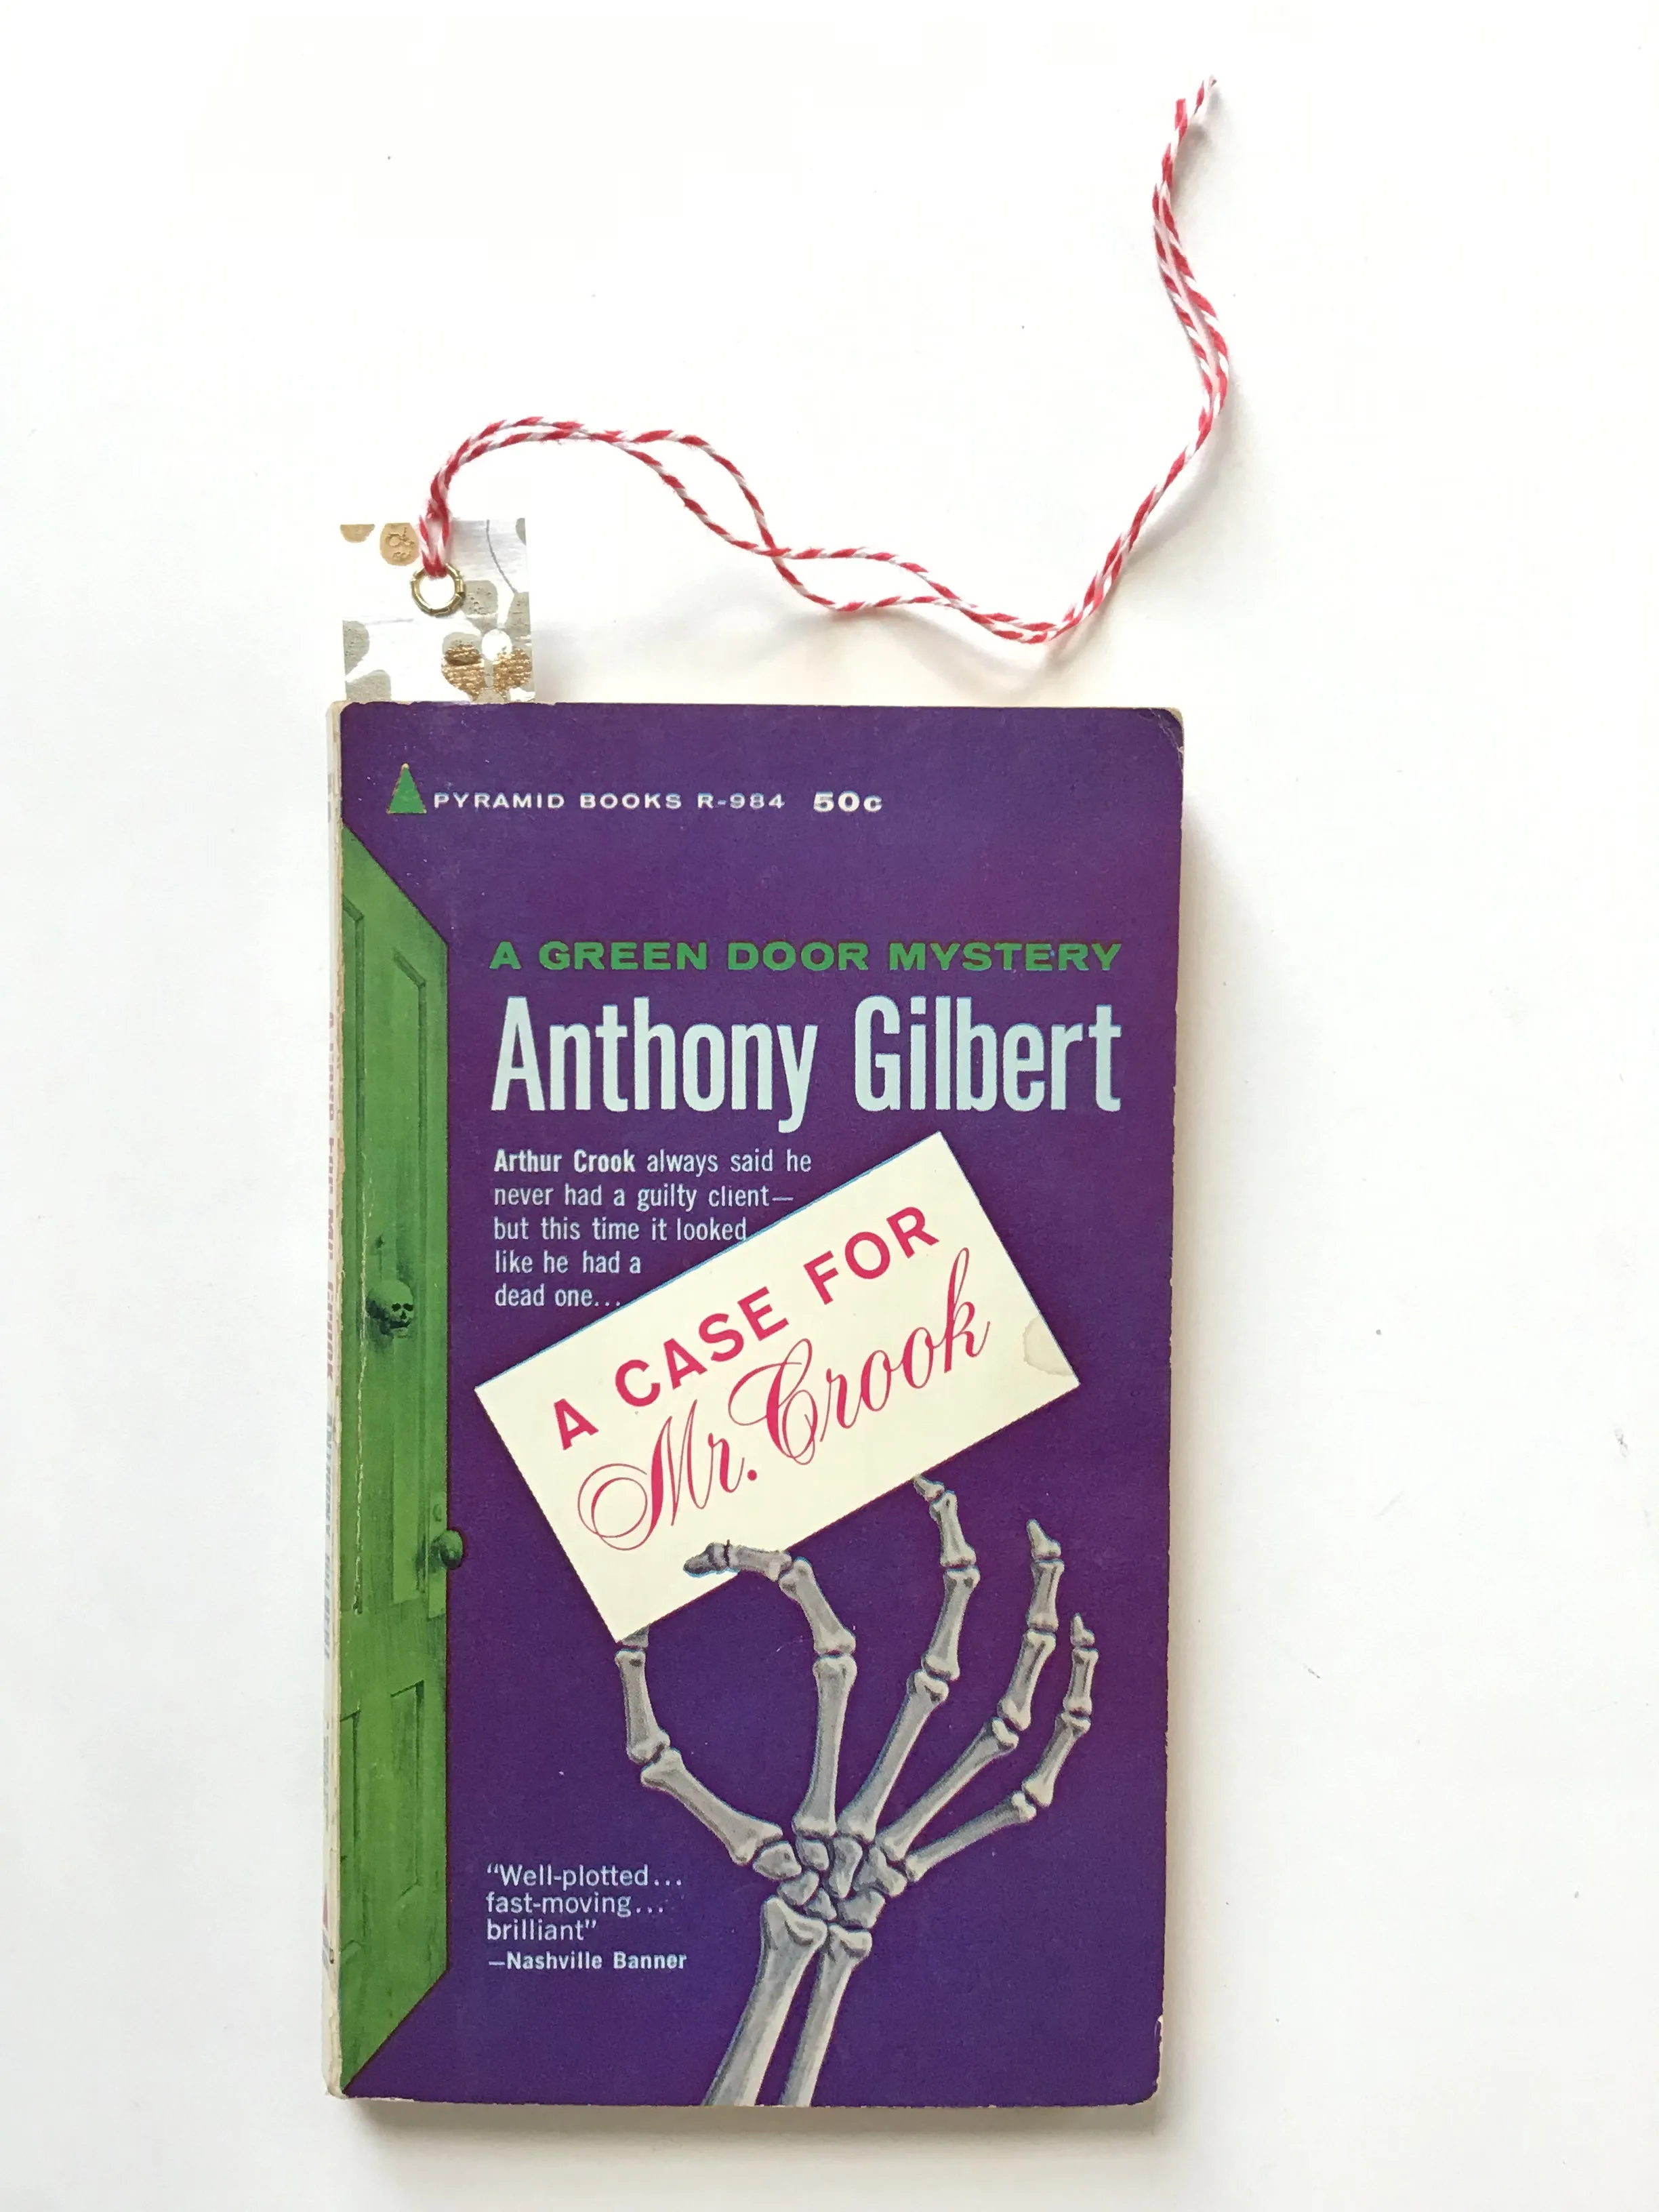 PYRAMID BOOKS R-984 50c
A GREEN DOOR MYSTERY
Anthony Gilbert
Arthur Crook always said he
never had a guilty client—
but this time it looked
like he had a
dead one...
A CASE FOR
Mr. Crook
“Well-plotted...
fast-moving...
brilliant”
—Nashville Banner